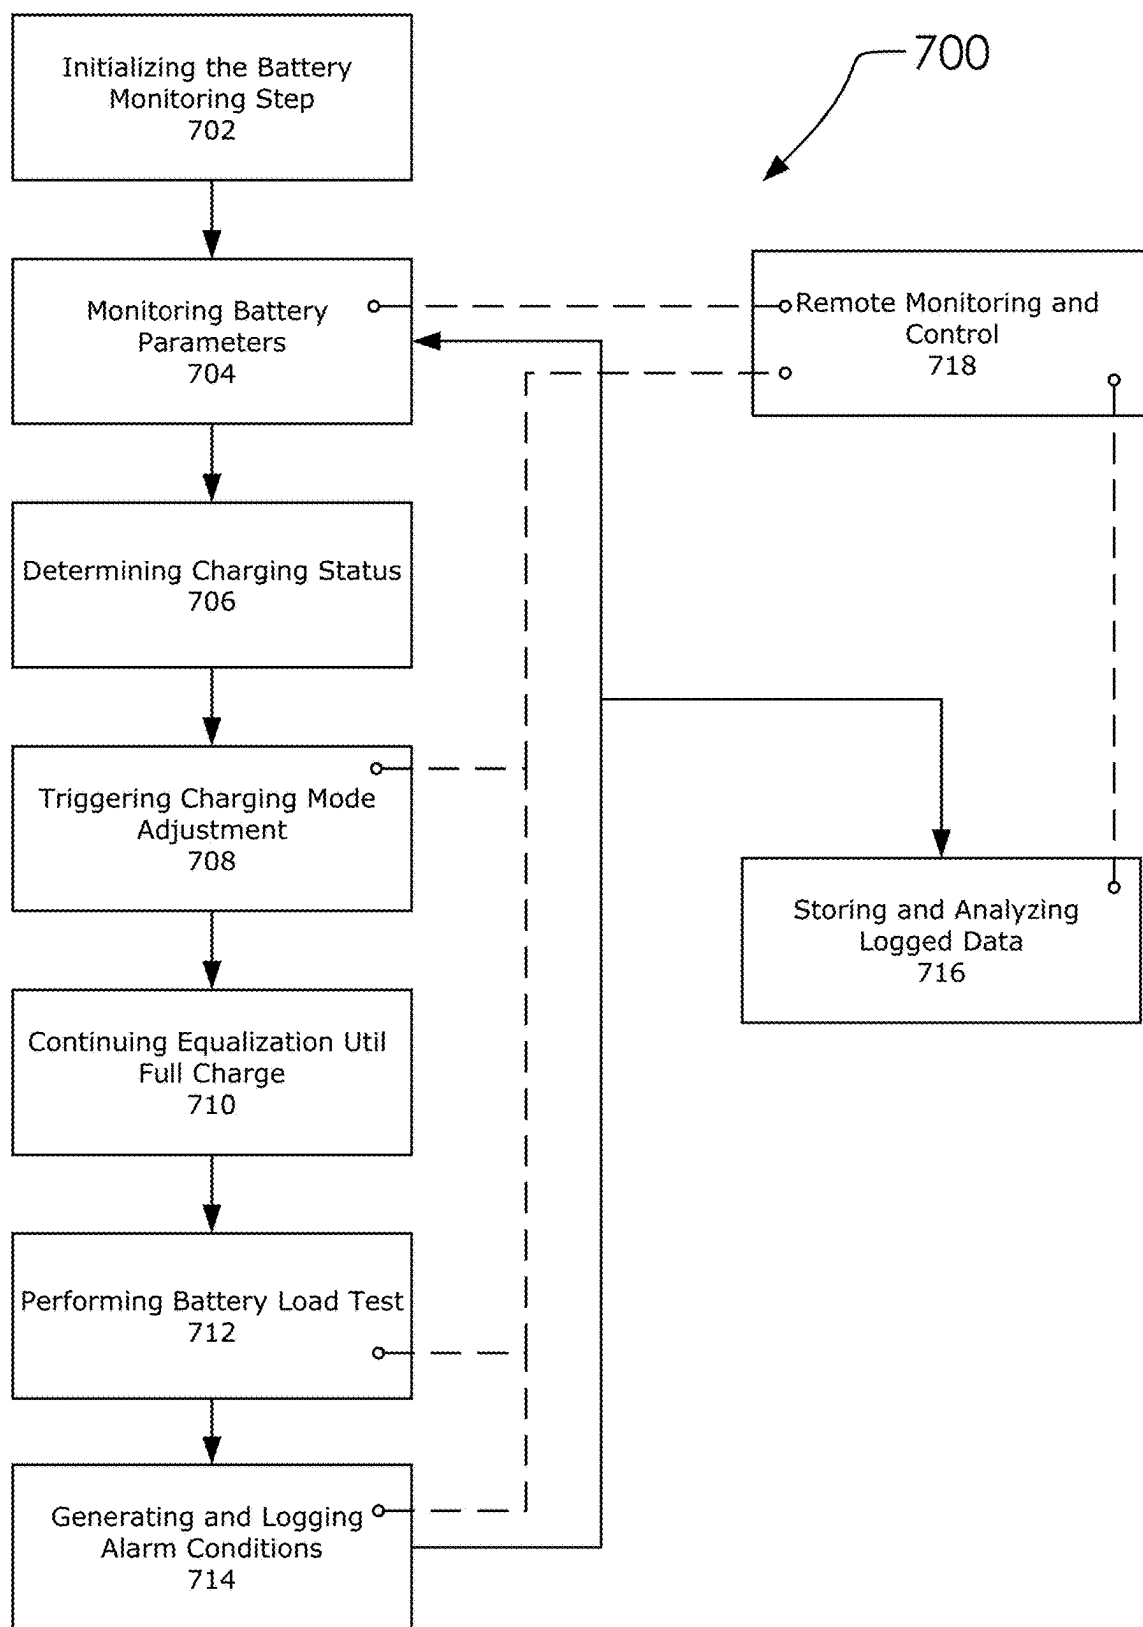 Initializing the Battery
Monitoring Step
702
700
Monitoring Battery
Parameters
704
Remote Monitoring and
Control
718
Determining Charging Status
706
Triggering Charging Mode
Adjustment
708
Storing and Analyzing
Logged Data
716
Continuing Equalization Util
Full Charge
710
Performing Battery Load Test
712
Generating and Logging
Alarm Conditions
714